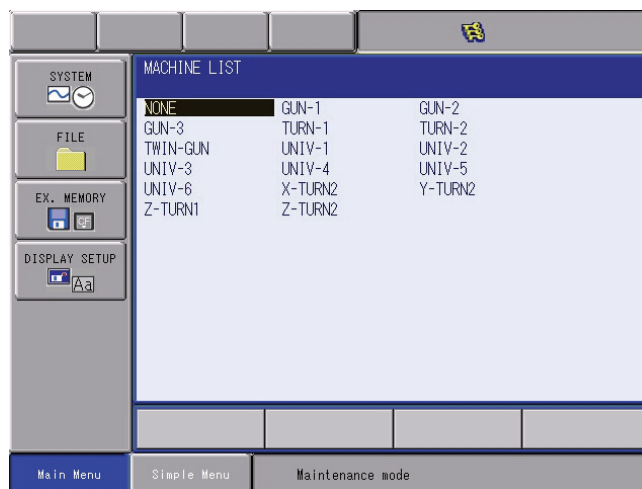 SYSTEM
FILE
EX. MEMORY
CF
DISPLAY SETUP
Aa
MACHINE LIST
NONE GUN-1 GUN-2
GUN-3 TURN-1 TURN-2
TWIN-GUN UNIV-1 UNIV-2
UNIV-3 UNIV-4 UNIV-5
UNIV-6 X-TURN2 Y-TURN2
Z-TURN1 Z-TURN2
Main Menu Simple Menu Maintenance mode